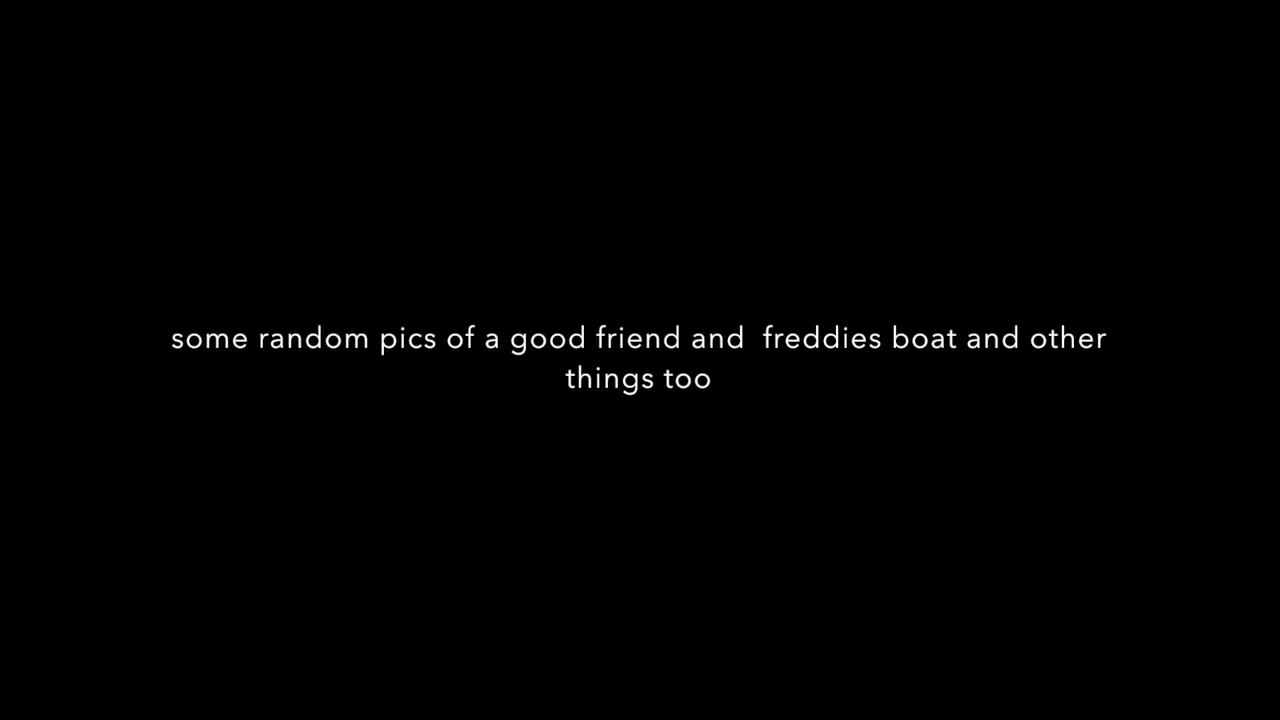 some random pics of a good friend and  freddies boat and other
things too